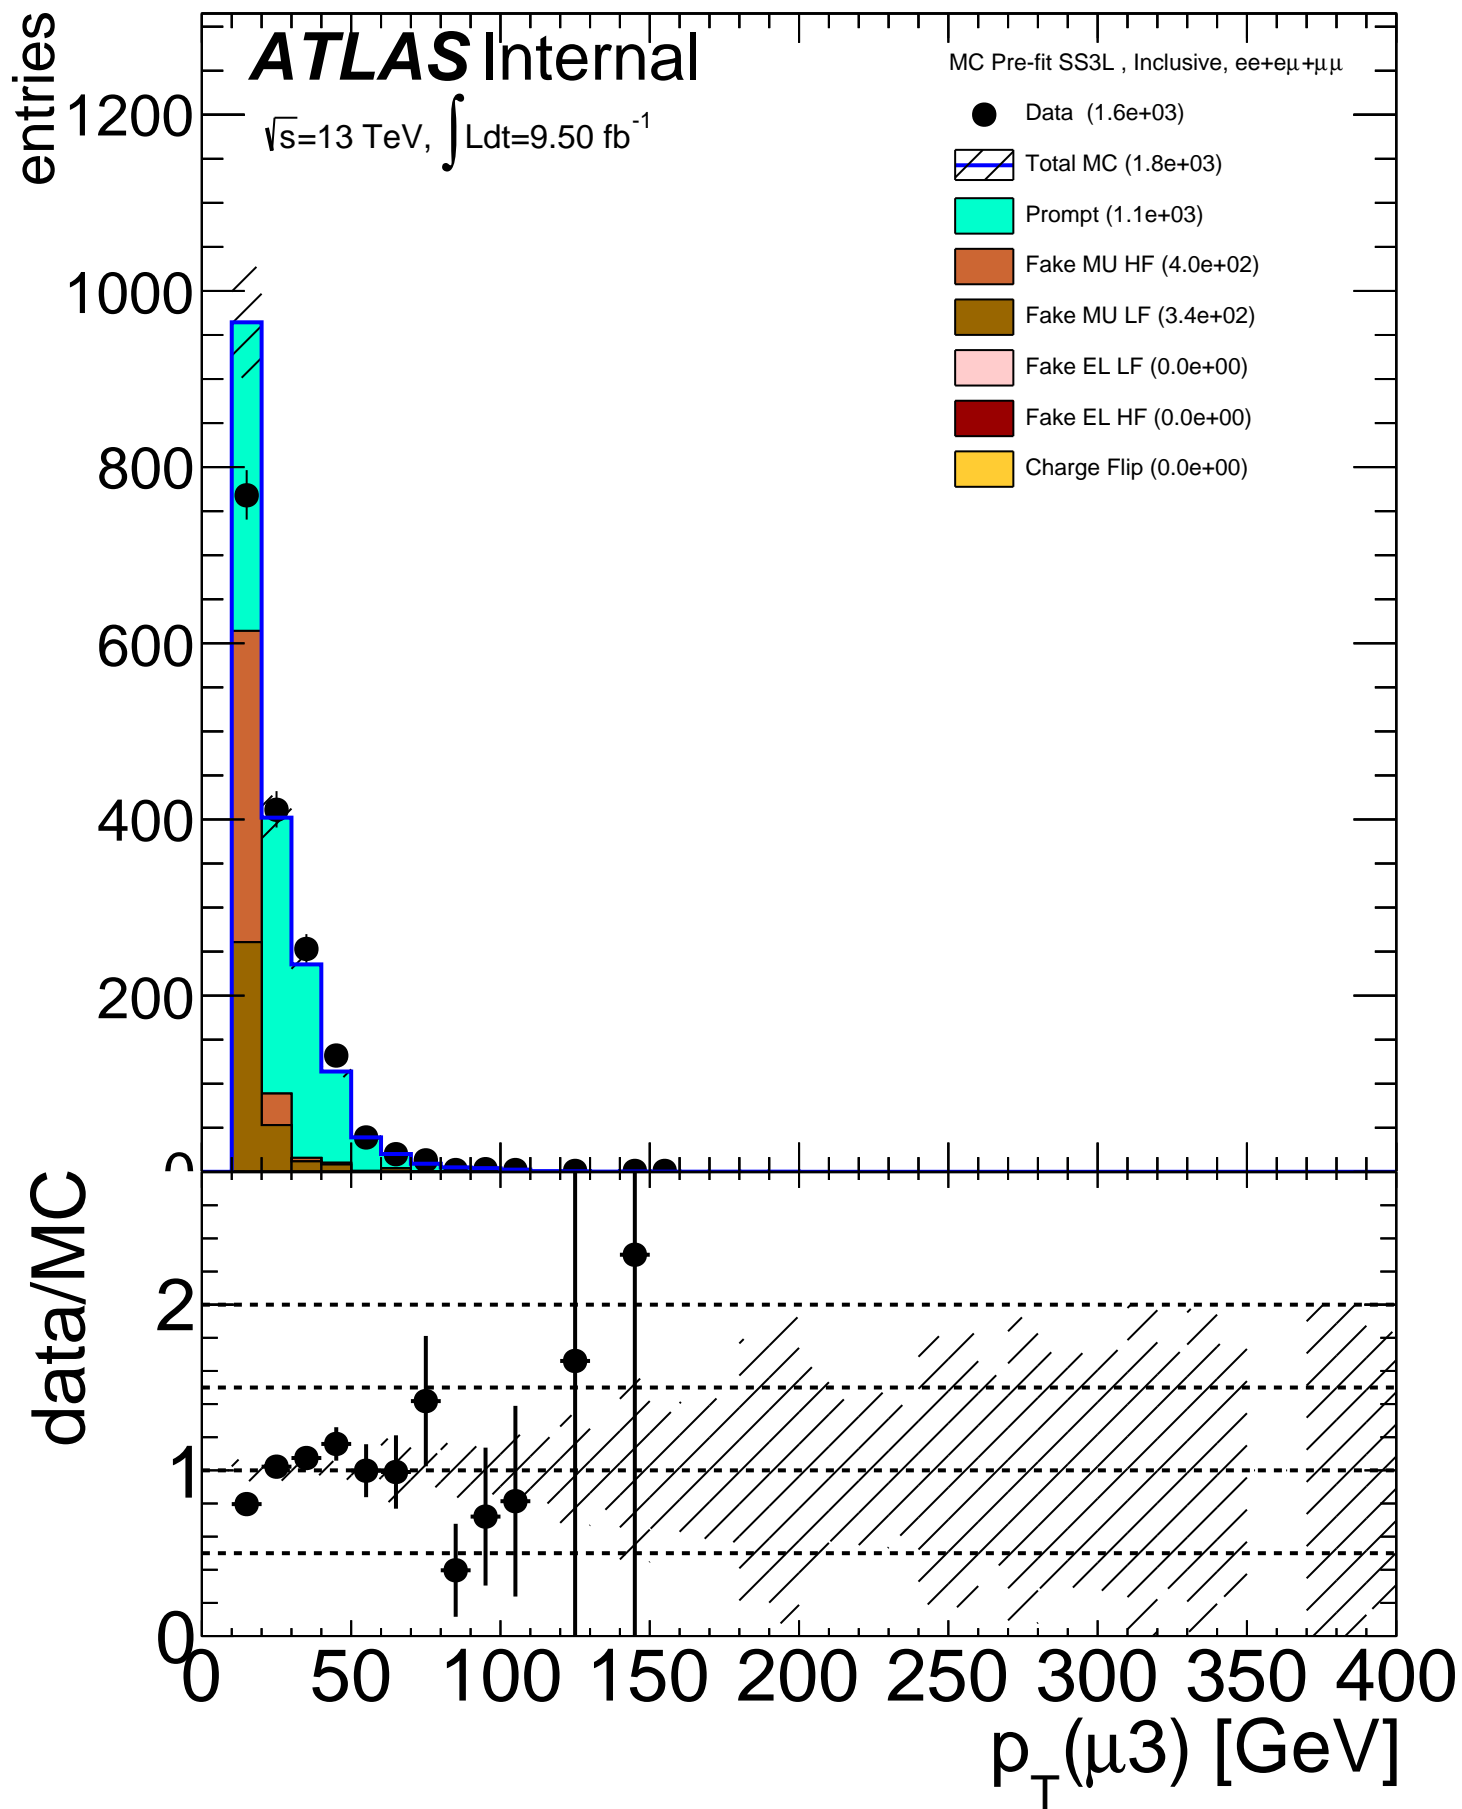 entries
ATLAS Internal
√s=13 TeV, ∫Ldt=9.50 fb-1
MC Pre-fit SS3L , Inclusive, ee+eμ+μμ
Data (1.6e+03)
Total MC (1.8e+03)
Prompt (1.1e+03)
Fake MU HF (4.0e+02)
Fake MU LF (3.4e+02)
Fake EL LF (0.0e+00)
Fake EL HF (0.0e+00)
Charge Flip (0.0e+00)
1200
1000
800
600
400
200
0
data/MC
2
1
0
0 50 100 150 200 250 300 350 400
pT(μ3) [GeV]